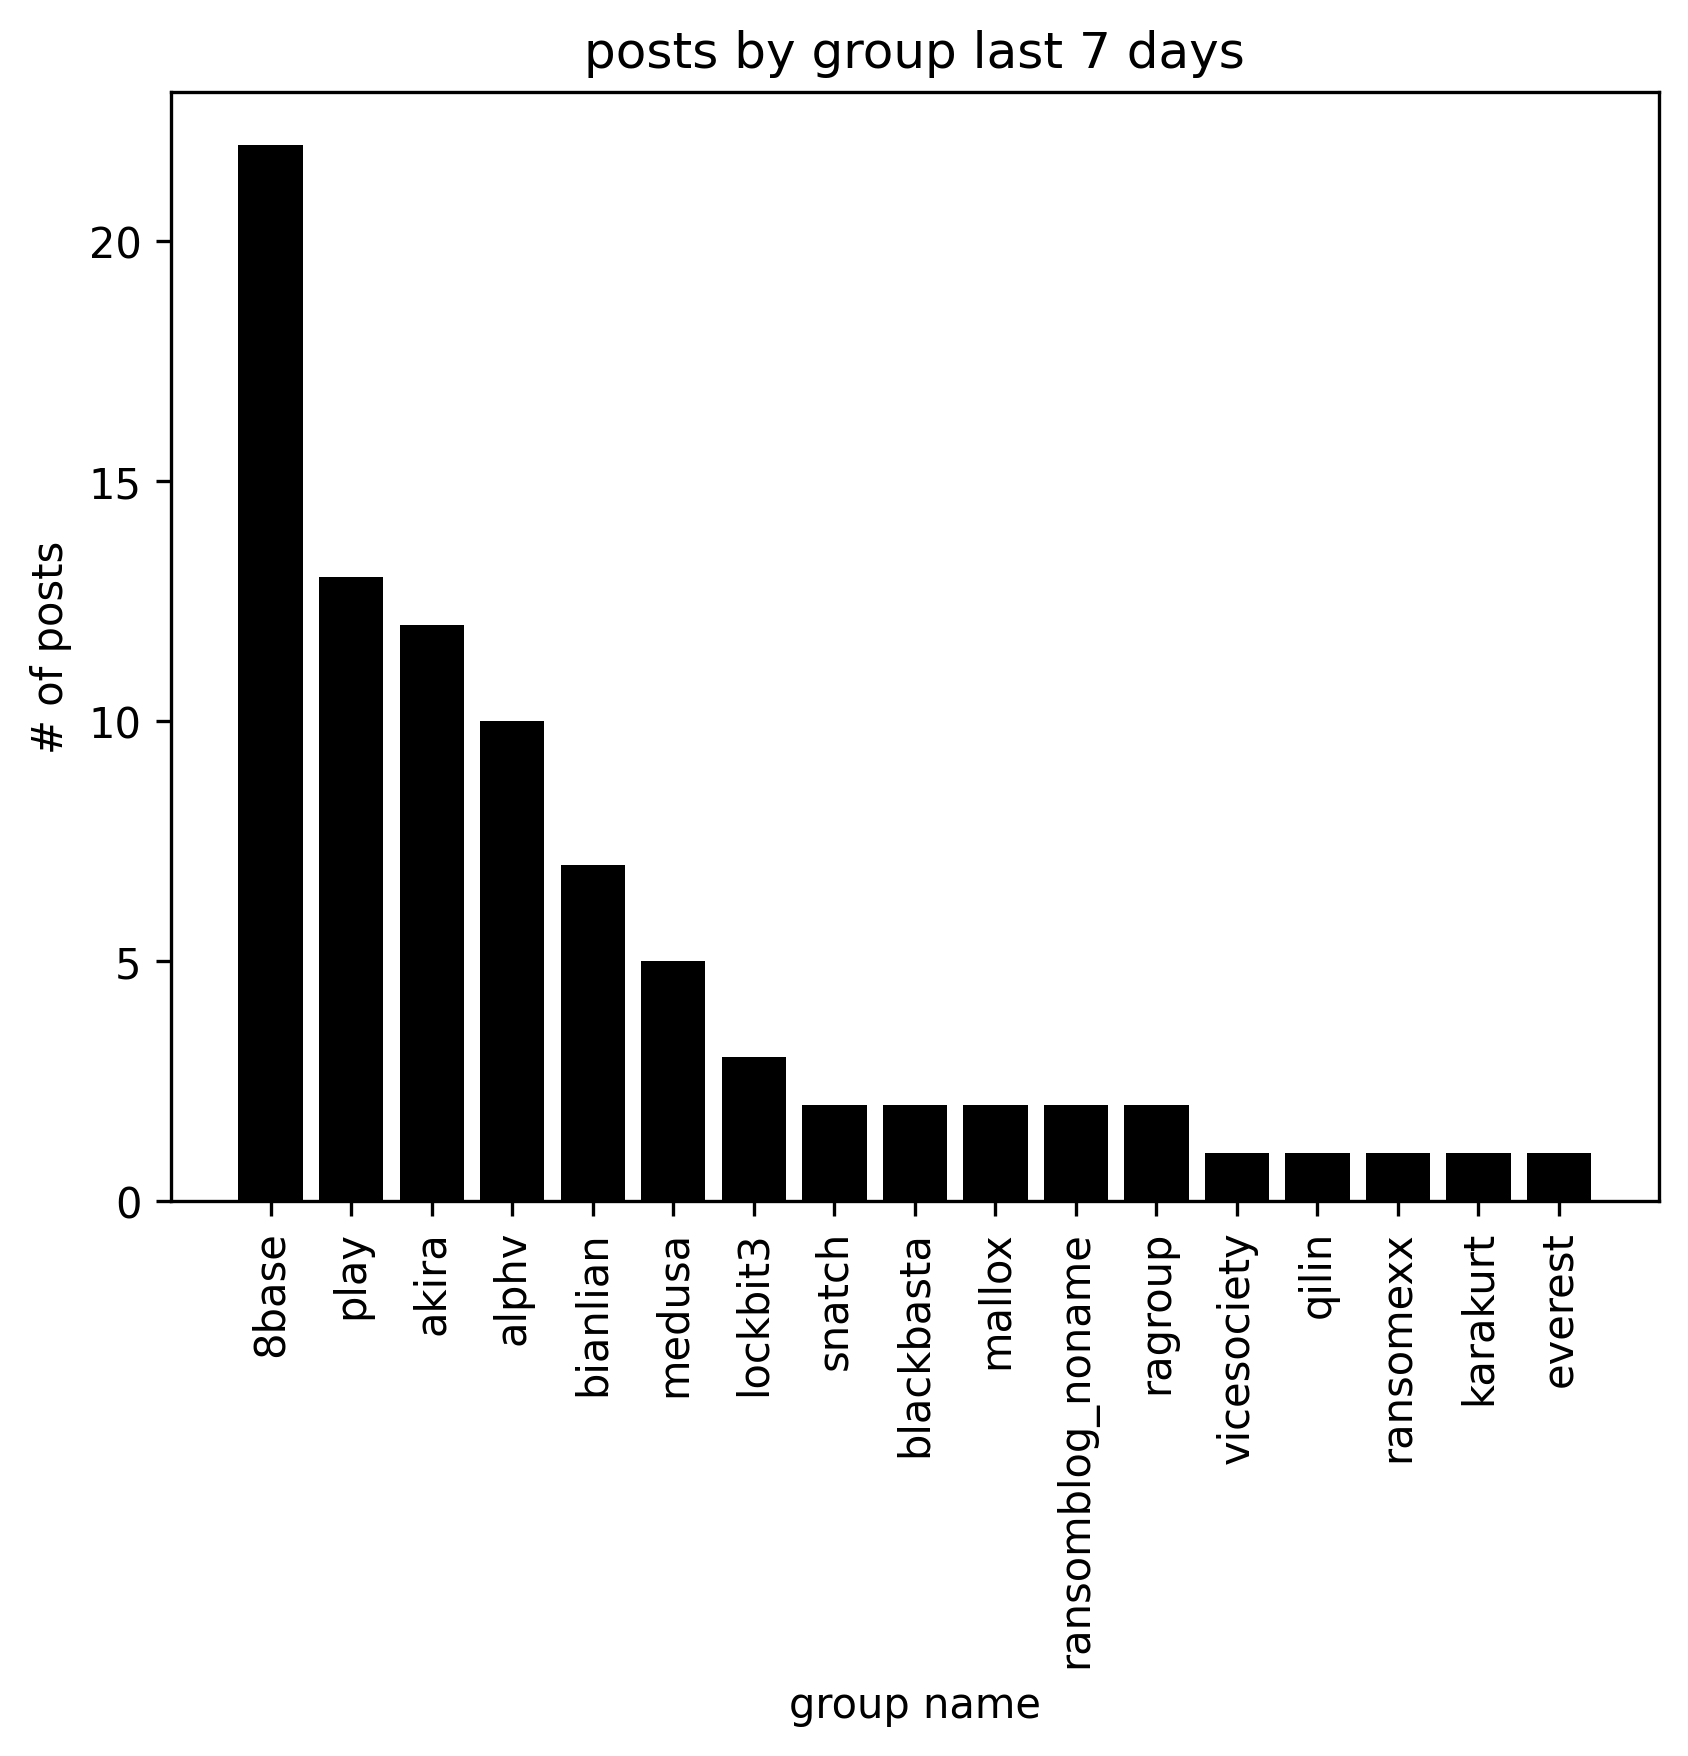 posts by group last 7 days
# of posts
20
15
10
5
0
8base
play
akira
alphv
bianlian
medusa
lockbit3
snatch
blackbasta
mallox
ransomblog_noname
ragroup
vicesociety
qilin
ransomexx
karakurt
everest
group name